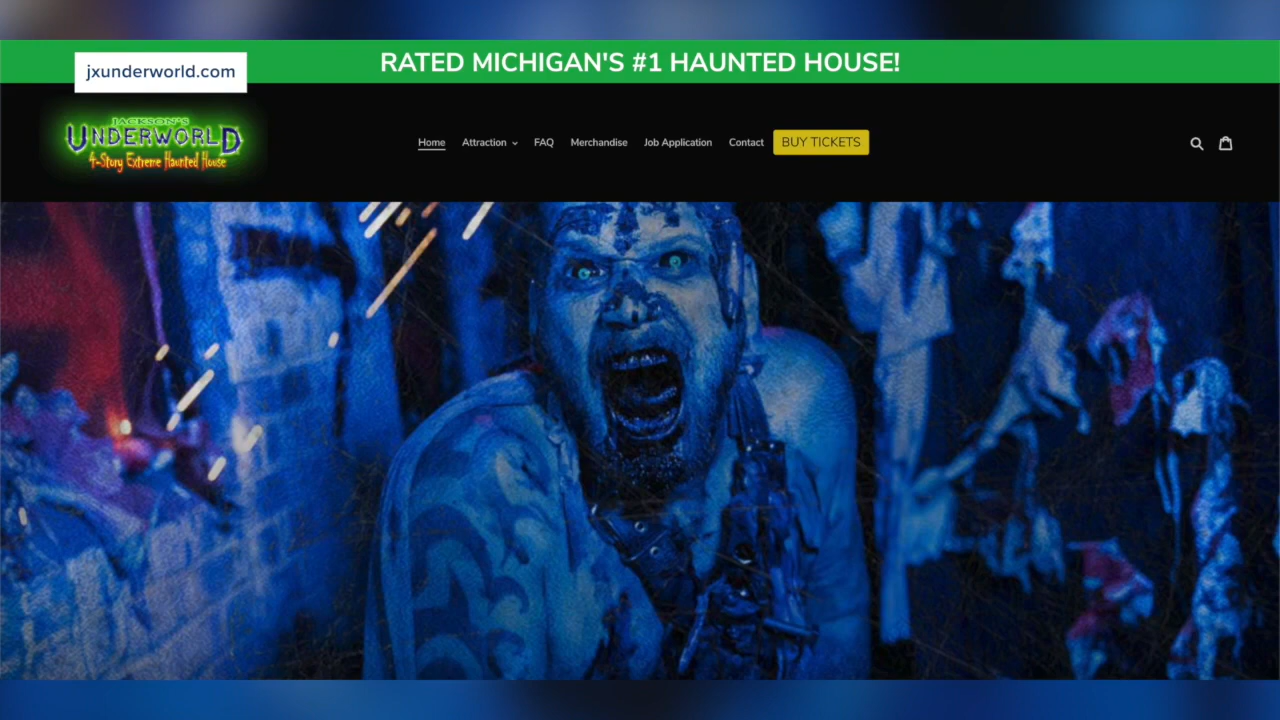 RATED MICHIGAN'S #1 HAUNTED HOUSE!
jxunderworld.com
JACKSON'S
UNDERWORLD
4-Story Extreme Haunted House
Home Attraction FAQ Merchandise Job Application Contact BUY TICKETS